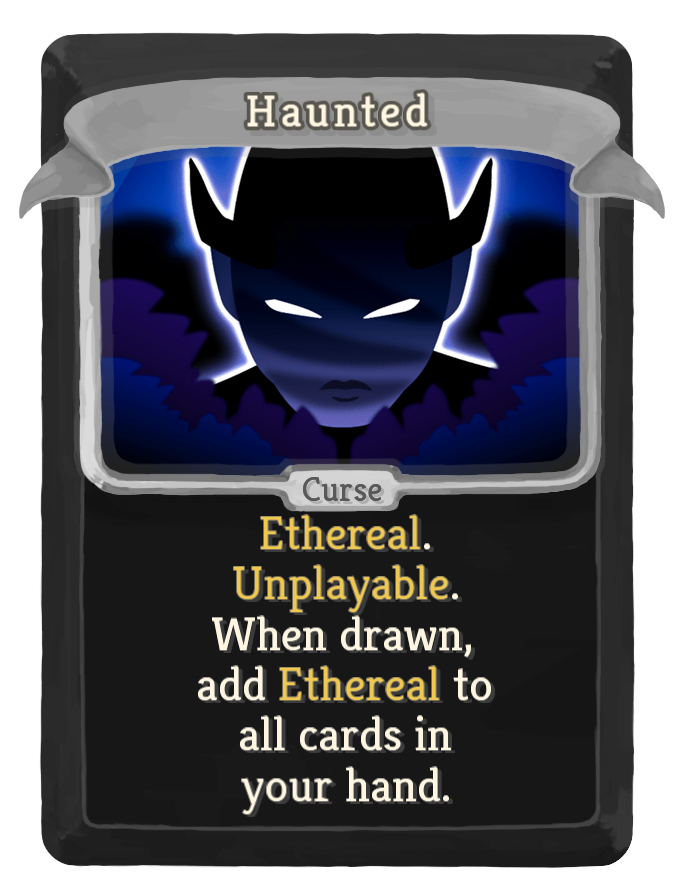 Haunted
Curse
Ethereal.
Unplayable.
When drawn,
add Ethereal to
all cards in
your hand.